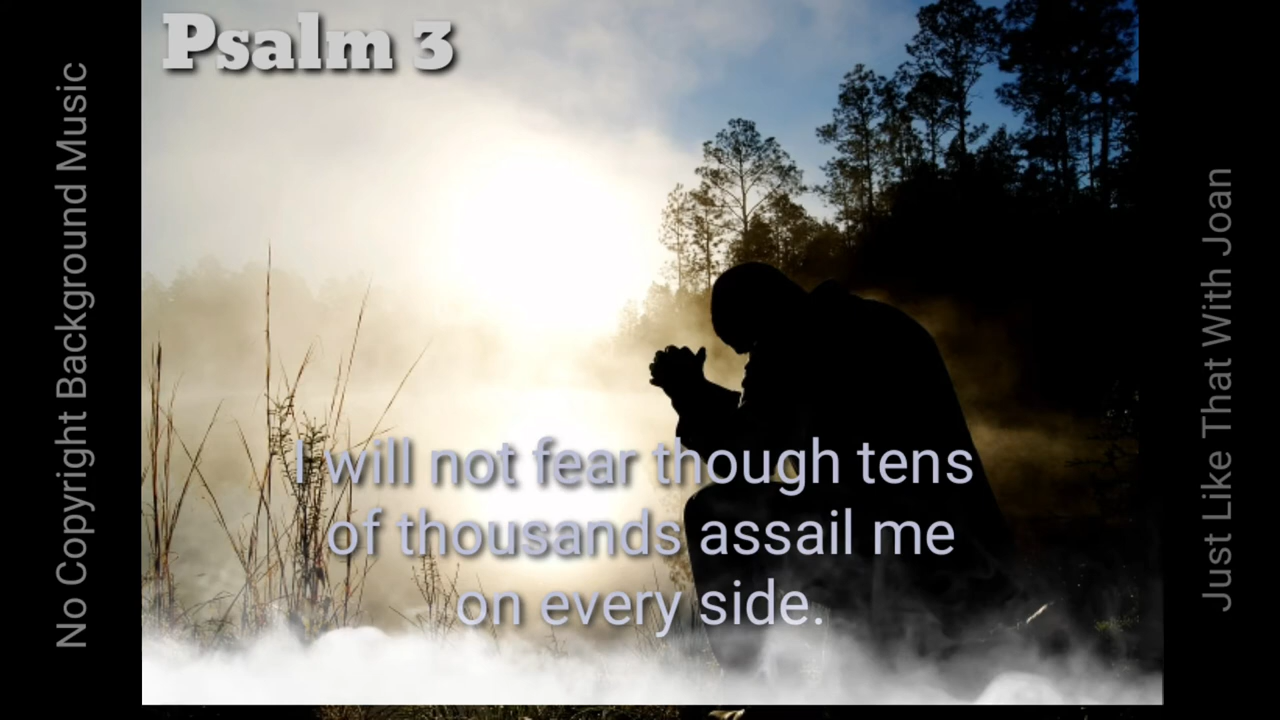 Psalm 3
No Copyright Background Music
I will not fear though tens
of thousands assail me
on every side.
Just Like That With Joan